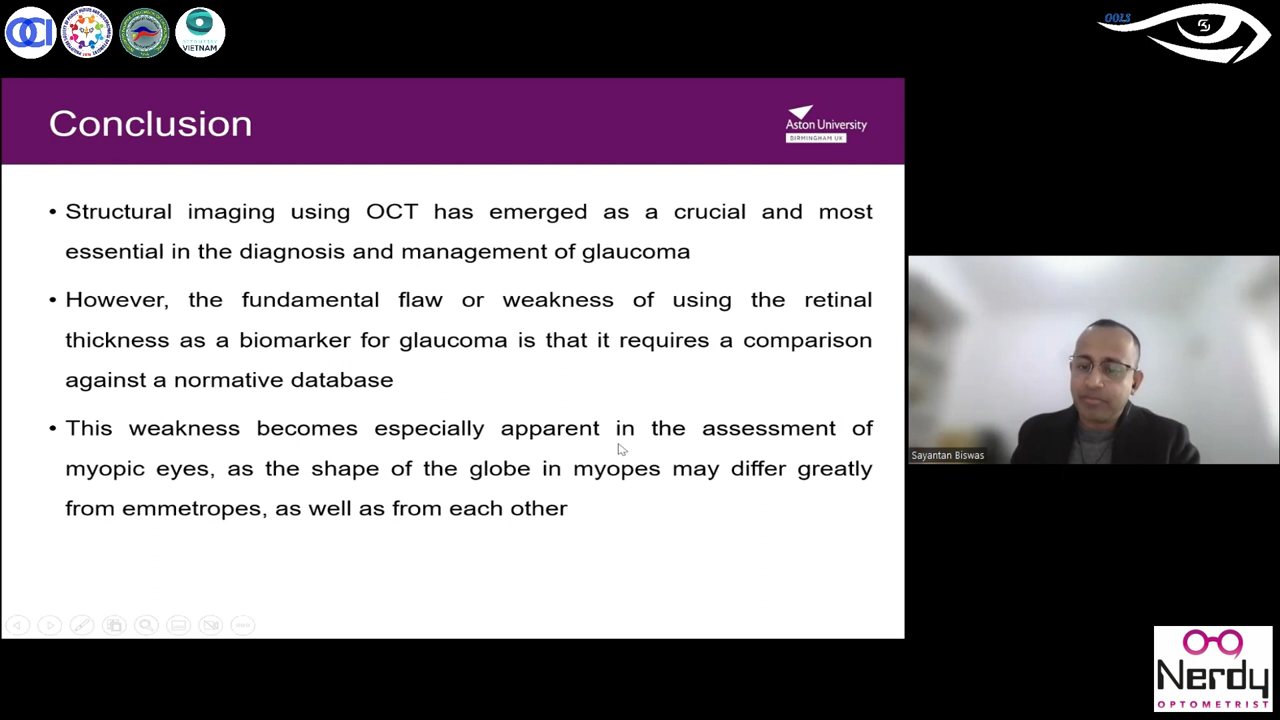 OCI
VIETNAM
OOLS
Conclusion
Aston University
BIRMINGHAM UK
• Structural imaging using OCT has emerged as a crucial and most
essential in the diagnosis and management of glaucoma
• However, the fundamental flaw or weakness of using the retinal
thickness as a biomarker for glaucoma is that it requires a comparison
against a normative database
• This weakness becomes especially apparent in the assessment of
myopic eyes, as the shape of the globe in myopes may differ greatly
from emmetropes, as well as from each other
Sayantan Biswas
Nerdy
OPTOMETRIST